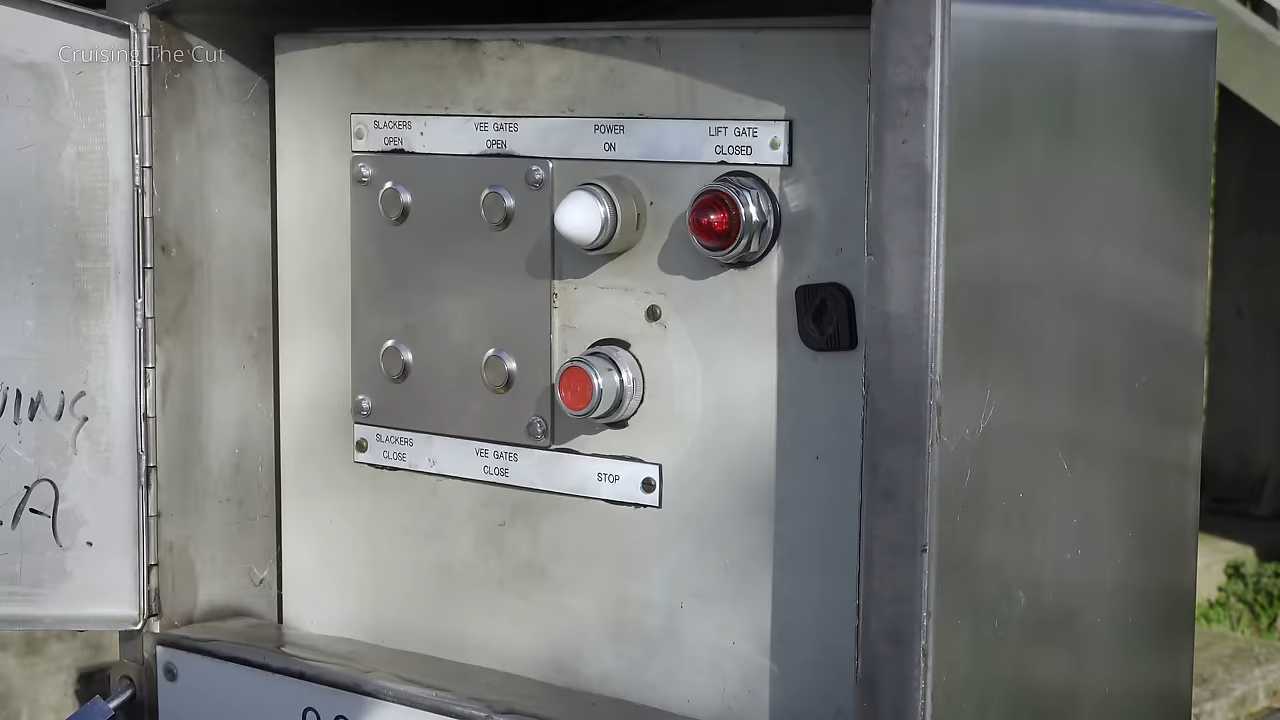 Cruising The Cut
SLACKERS OPEN
VEE GATES OPEN
POWER ON
LIFT GATE CLOSED
SLACKERS CLOSE
VEE GATES CLOSE
STOP